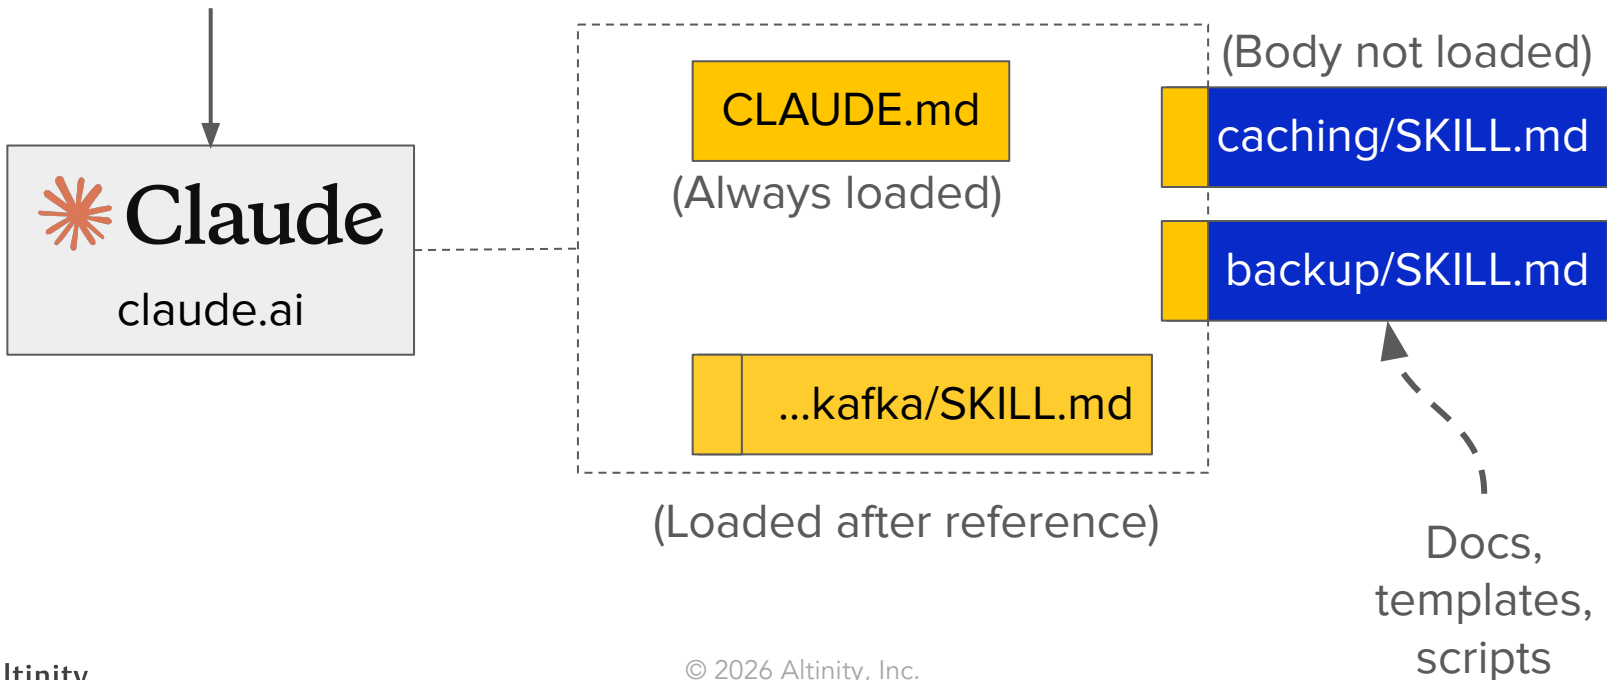 CLAUDE.md
(Always loaded)
(Body not loaded)
caching/SKILL.md
backup/SKILL.md
Claude
claude.ai
...kafka/SKILL.md
(Loaded after reference)
Docs,
templates,
scripts
ltinity
© 2026 Altinity, Inc.